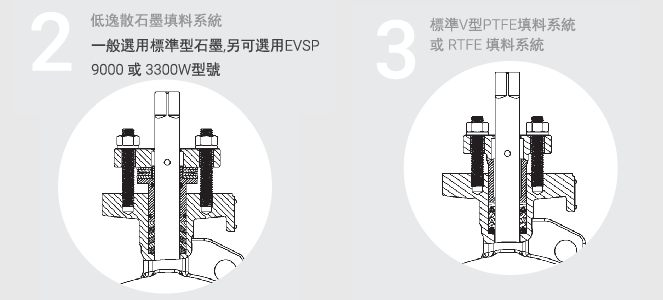 2
低逸散石墨填料系統
一般選用標準型石墨,另可選用EVSP
9000 或 3300W型號
3
標準V型PTFE填料系統
或 RTFE 填料系統